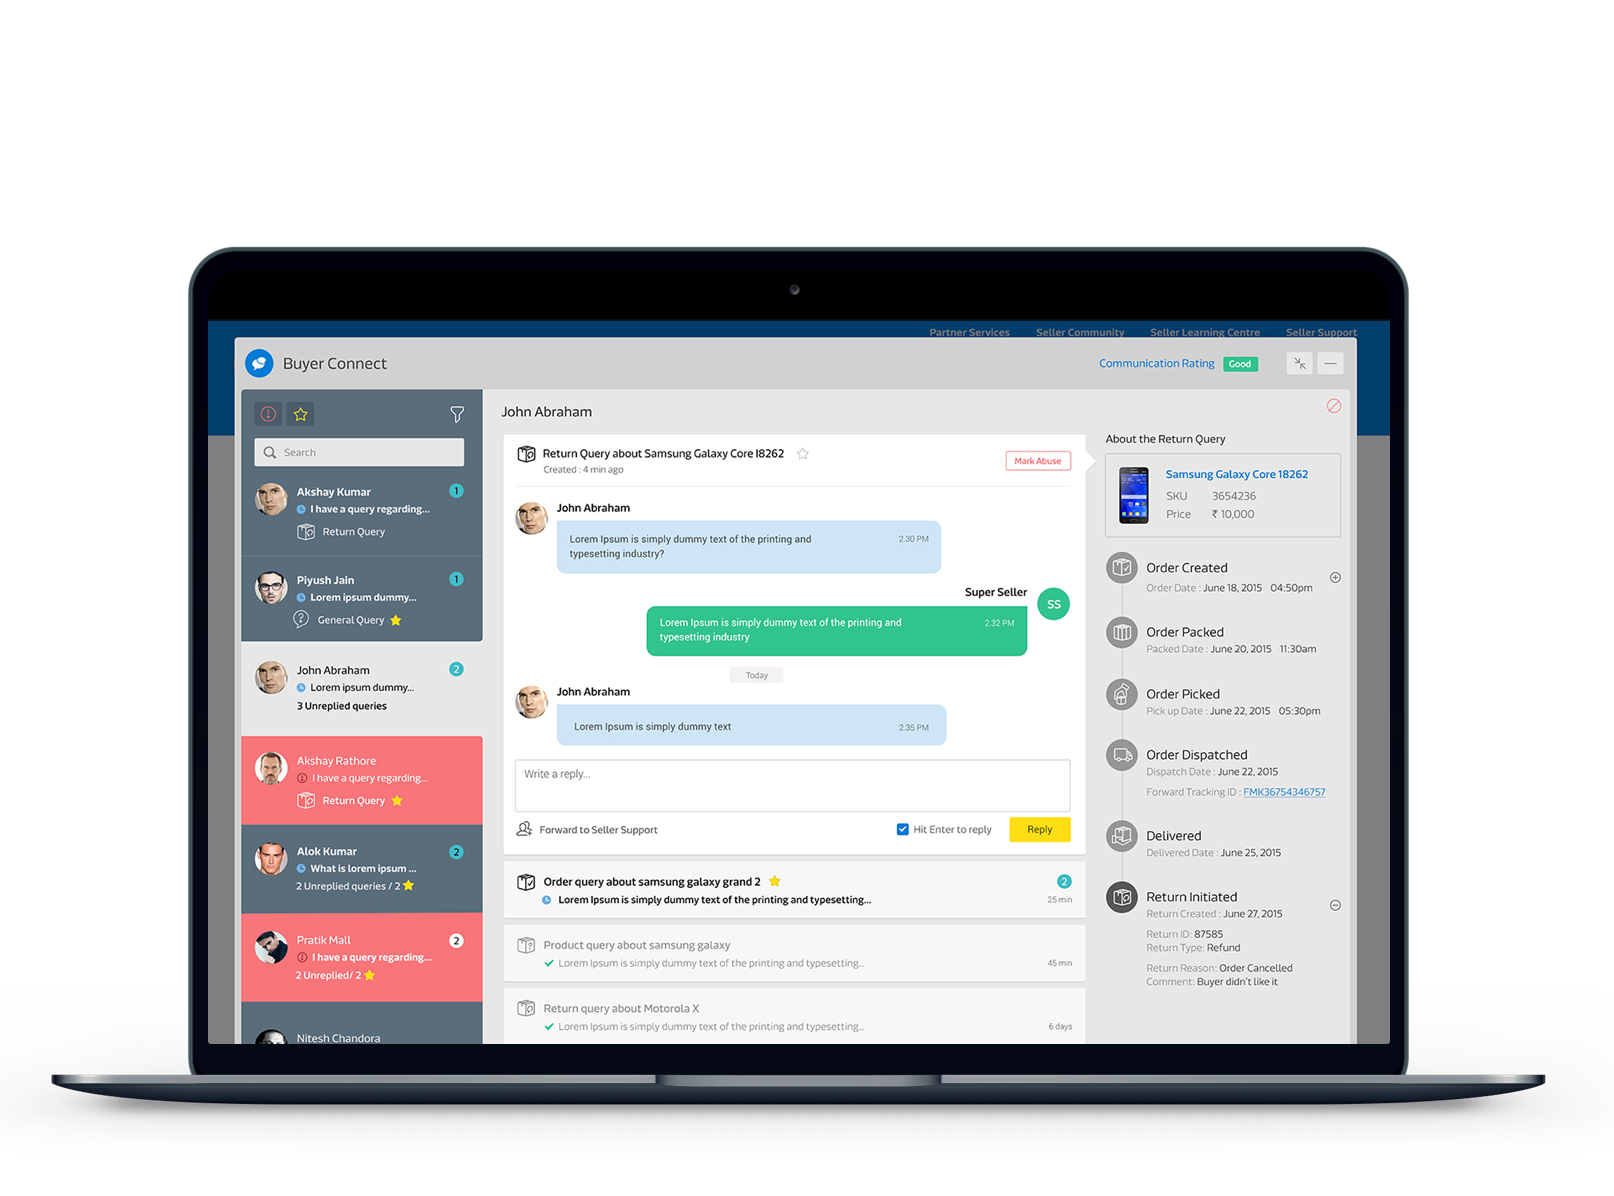 Partner Services Seller Community Seller Learning Centre Seller Support
Buyer Connect
Communication Rating Good
Search
Akshay Kumar 1
I have a query regarding...
Return Query
Piyush Jain 1
Lorem ipsum dummy...
General Query
John Abraham 2
Lorem ipsum dummy...
3 Unreplied queries
Akshay Rathore
I have a query regarding...
Return Query
Alok Kumar 2
What is lorem ipsum ...
2 Unreplied queries / 2
Pratik Mall 2
I have a query regarding...
2 Unreplied/ 2
Nitesh Chandora
John Abraham
Return Query about Samsung Galaxy Core I8262
Created : 4 min ago
Mark Abuse
John Abraham
Lorem Ipsum is simply dummy text of the printing and 2.30 PM
typesetting industry?
Super Seller
SS
Lorem Ipsum is simply dummy text of the printing and 2.32 PM
typesetting industry
Today
John Abraham
Lorem Ipsum is simply dummy text 2.35 PM
Write a reply...
Forward to Seller Support Hit Enter to reply Reply
Order query about samsung galaxy grand 2 2
Lorem Ipsum is simply dummy text of the printing and typesetting... 25 min
Product query about samsung galaxy
Lorem Ipsum is simply dummy text of the printing and typesetting... 45 min
Return query about Motorola X
Lorem Ipsum is simply dummy text of the printing and typesetting... 6 days
About the Return Query
Samsung Galaxy Core 18262
SKU 3654236
Price ₹ 10,000
Order Created
Order Date : June 18, 2015 04:50pm
Order Packed
Packed Date : June 20, 2015 11:30am
Order Picked
Pick up Date : June 22, 2015 05:30pm
Order Dispatched
Dispatch Date : June 22, 2015
Forward Tracking ID : FMK36754346757
Delivered
Delivered Date : June 25, 2015
Return Initiated
Return Created : June 27, 2015
Return ID: 87585
Return Type: Refund
Return Reason: Order Cancelled
Comment: Buyer didn't like it